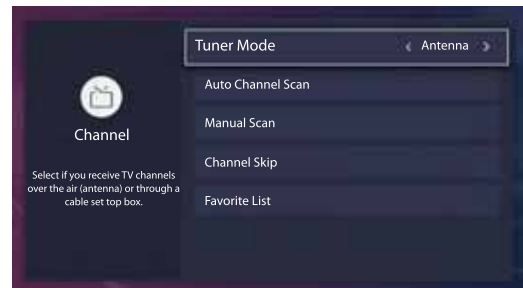 Tuner Mode
Antenna
Auto Channel Scan
Manual Scan
Channel Skip
Favorite List
Channel
Select if you receive TV channels
over the air (antenna) or through a
cable set top box.